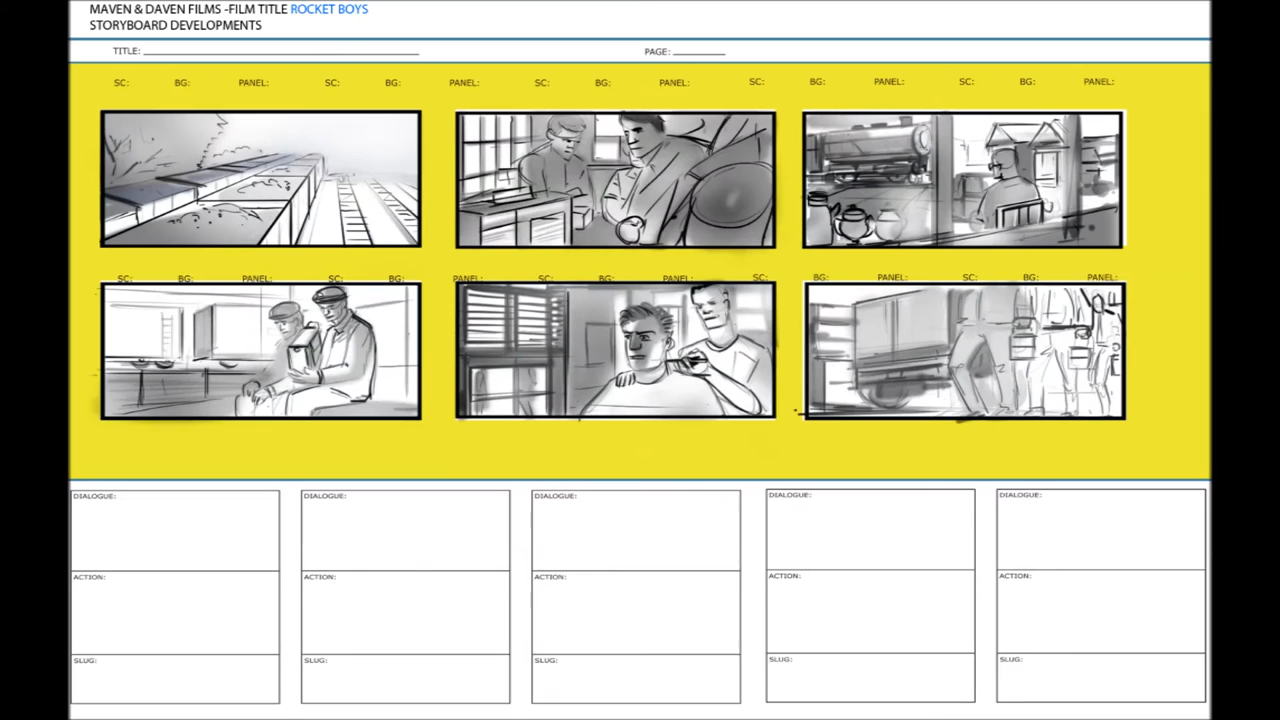 MAVEN & DAVEN FILMS -FILM TITLE ROCKET BOYS
STORYBOARD DEVELOPMENTS
TITLE: PAGE:
SC: BG: PANEL: SC: BG: PANEL: SC: BG: PANEL: SC: BG: PANEL: SC: BG: PANEL:
SC: BG: PANEL: SC: BG: PANEL: SC: BG: PANEL: SC: BG: PANEL: SC: BG: PANEL:
DIALOGUE: DIALOGUE: DIALOGUE: DIALOGUE: DIALOGUE:
ACTION: ACTION: ACTION: ACTION: ACTION:
SLUG: SLUG: SLUG: SLUG: SLUG: